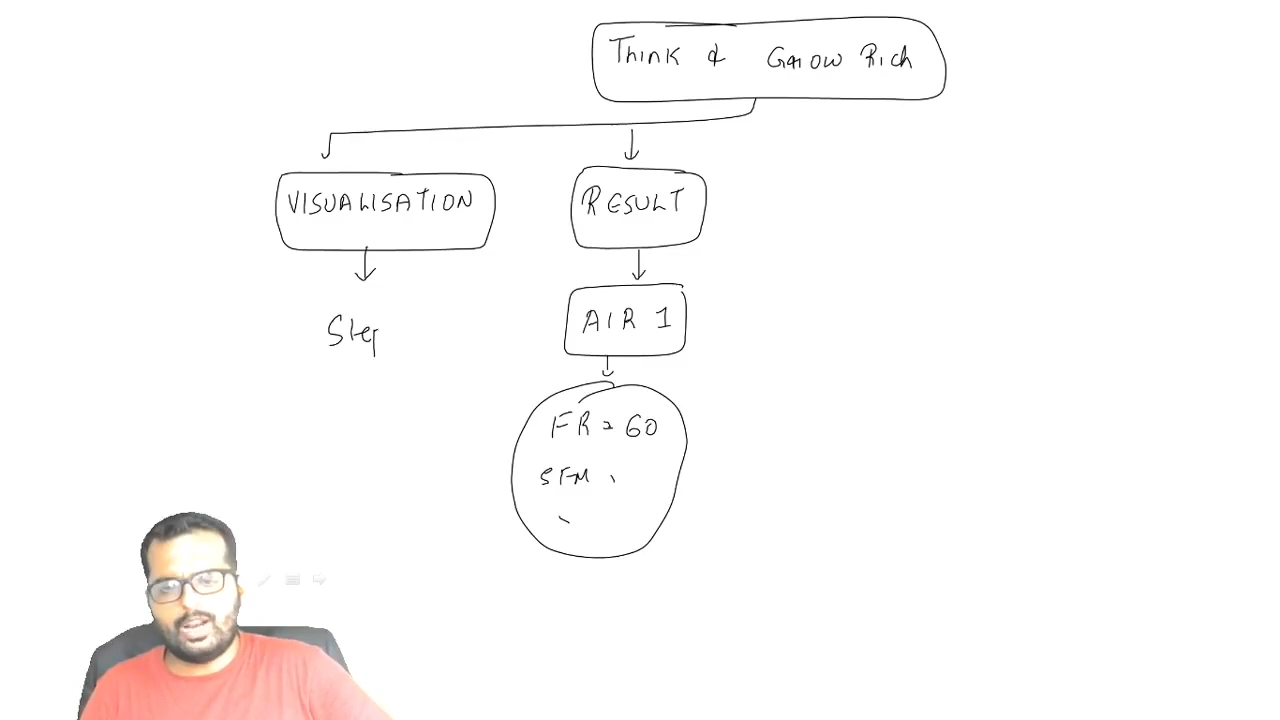 Think & Grow Rich
VISUALISATION
RESULT
Step
AIR 1
FR = 60
SFM